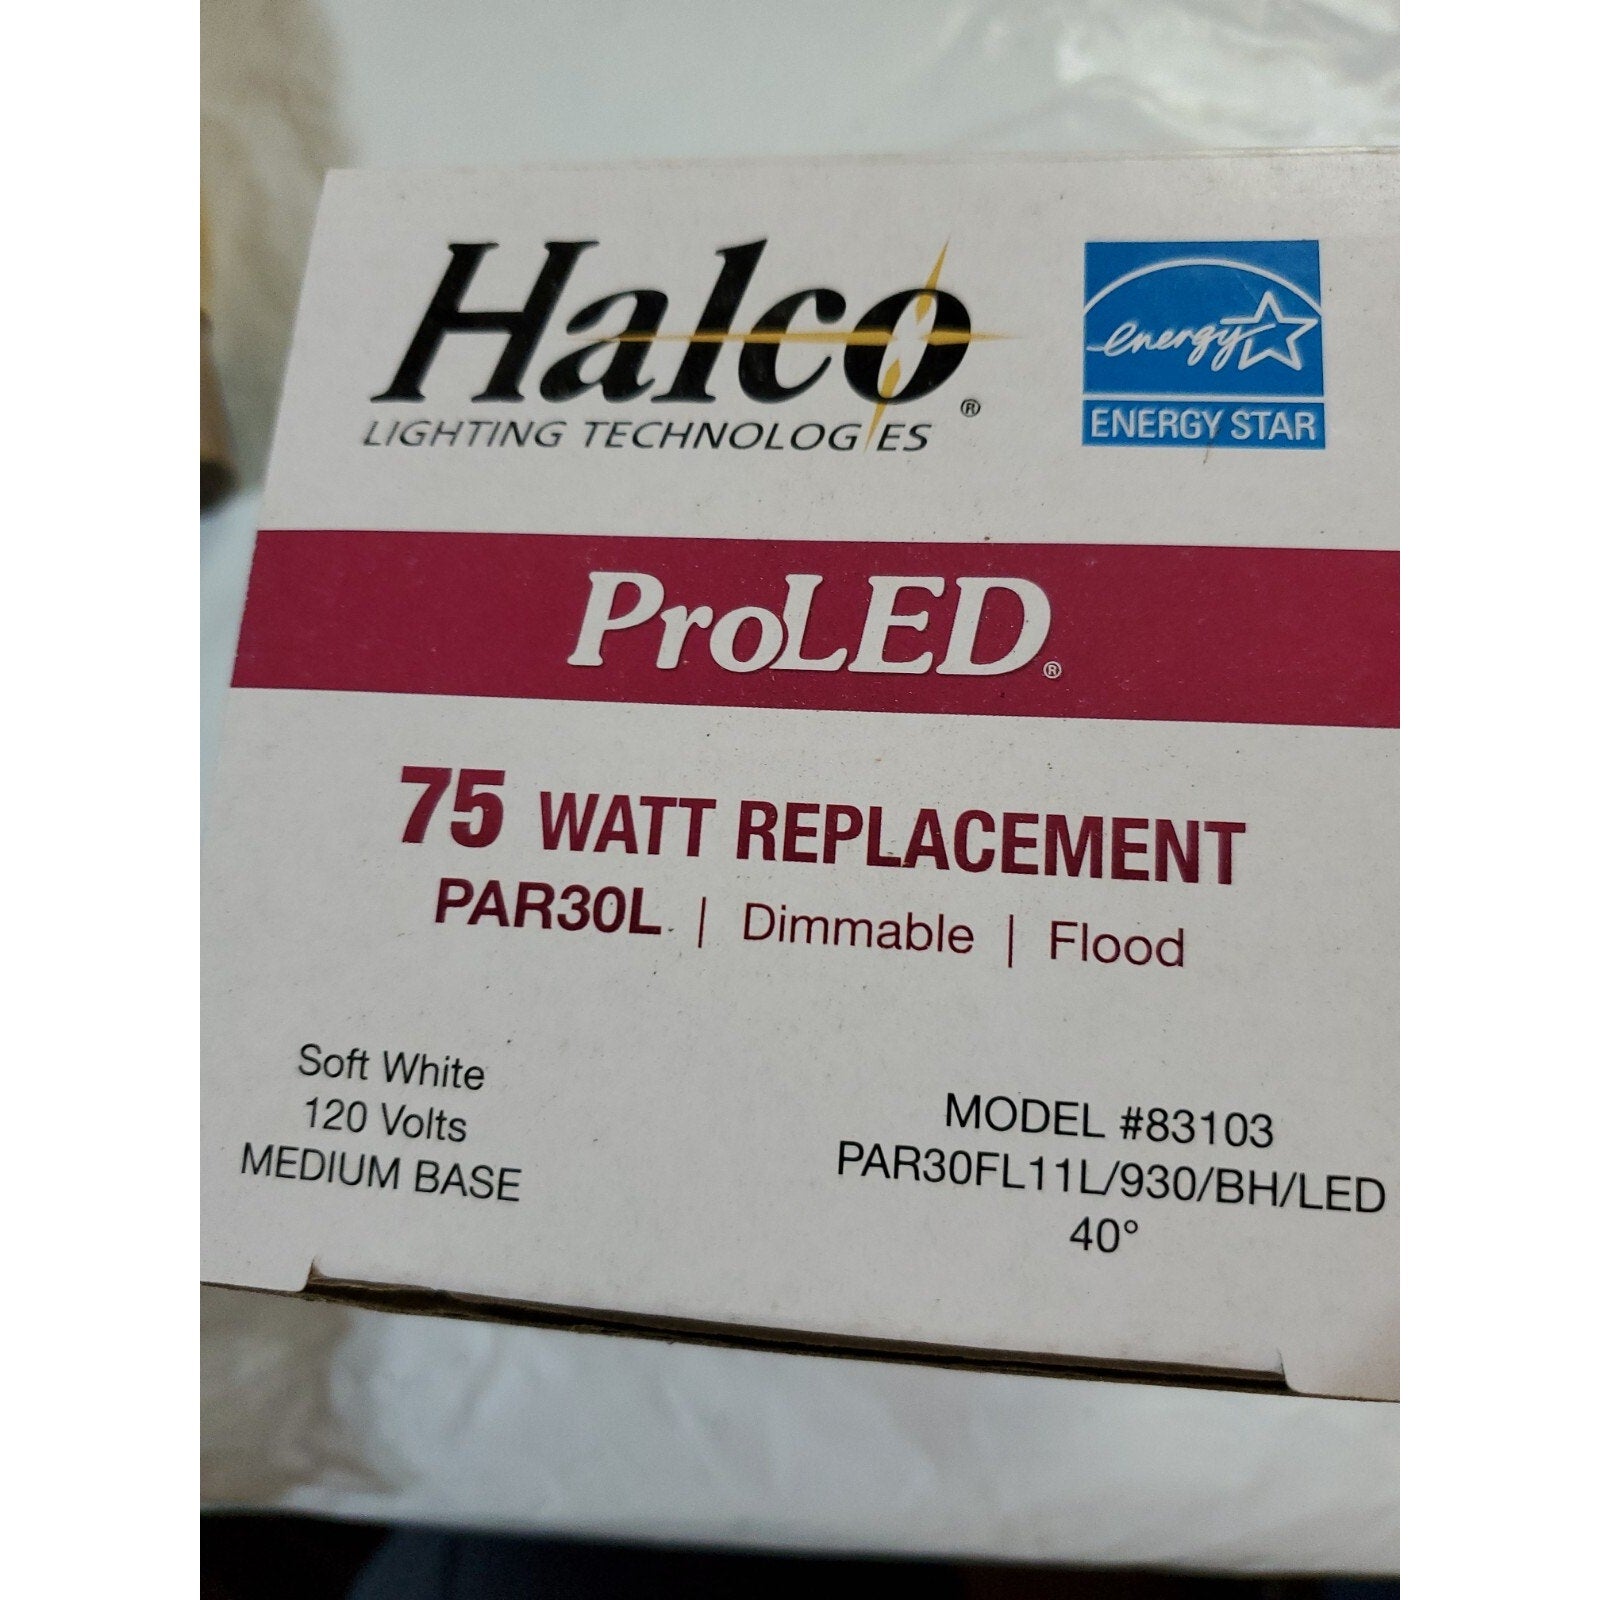 Halco®
LIGHTING TECHNOLOGIES
energy
ENERGY STAR
ProLED®
75 WATT REPLACEMENT
PAR30L | Dimmable | Flood
Soft White
120 Volts
MEDIUM BASE
MODEL #83103
PAR30FL11L/930/BH/LED
40°